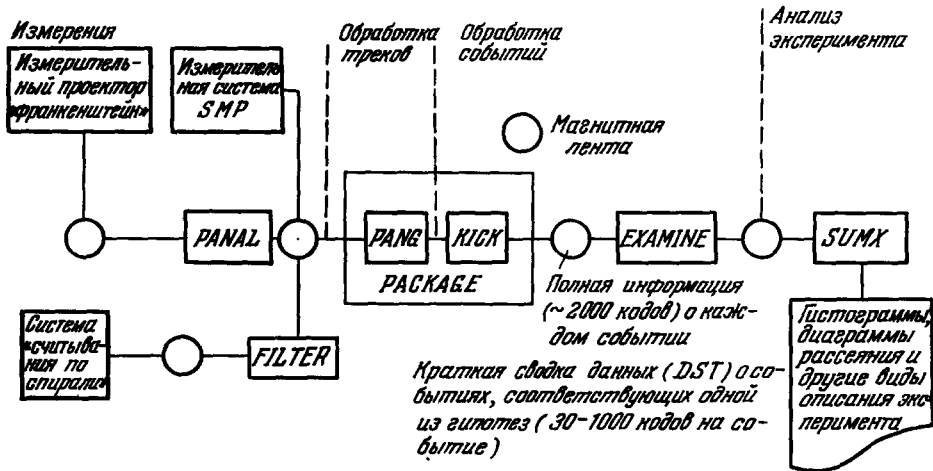 Измерения
Измеритель-
ный проектор
«франкенштейн»
Измеритель
ная система
SMP
Обработка
треков
Обработка
событий
Анализ
эксперимента
Магнитная
лента
PANAL
PANG
KICK
PACKAGE
EXAMINE
SUMX
Полная информация
(~2000 кодов) о каж-
дом событии
Система
«считыва-
ния по
спирали»
FILTER
Краткая сводка данных (DST) о со-
бытиях, соответствующих одной
из гипотез (30-1000 кодов на со-
бытие)
Гистограммы,
диаграммы
рассеяния и
другие виды
описания экс-
перимента